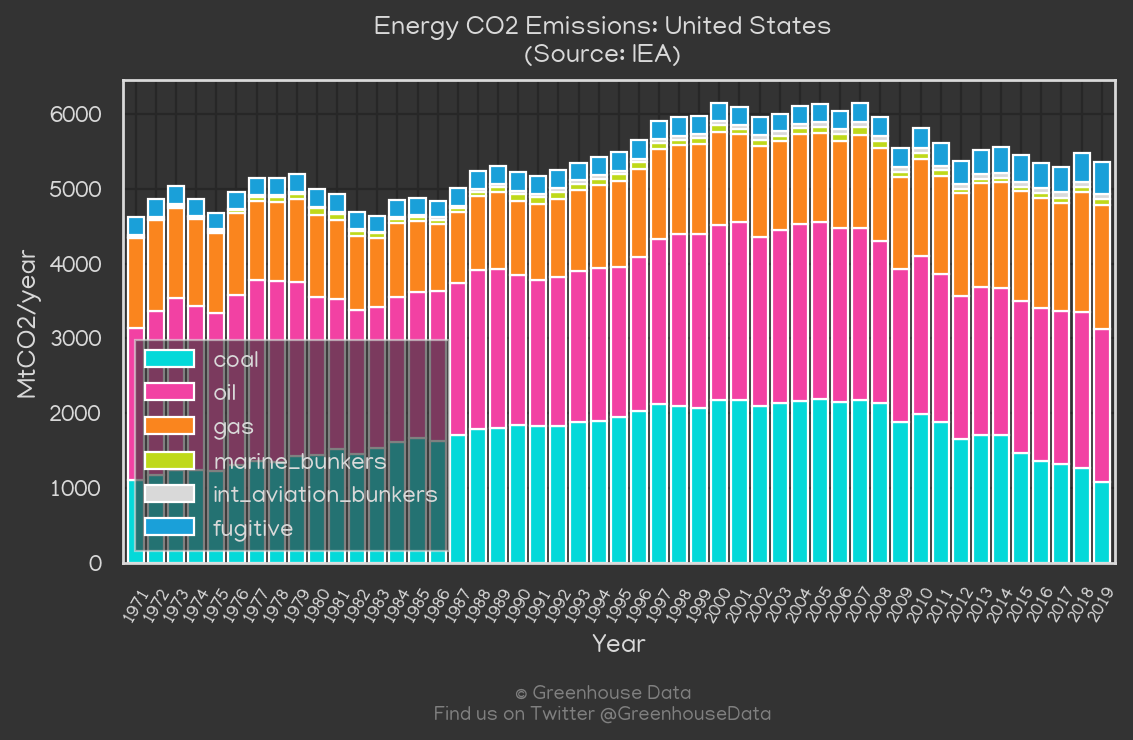 Energy CO2 Emissions: United States
(Source: IEA)
MtCO2/year
6000
5000
4000
3000
2000
1000
0
coal
oil
gas
marine_bunkers
int_aviation_bunkers
fugitive
1971 1972 1973 1974 1975 1976 1977 1978 1979 1980 1981 1982 1983 1984 1985 1986 1987 1988 1989 1990 1991 1992 1993 1994 1995 1996 1997 1998 1999 2000 2001 2002 2003 2004 2005 2006 2007 2008 2009 2010 2011 2012 2013 2014 2015 2016 2017 2018 2019
Year
© Greenhouse Data
Find us on Twitter @GreenhouseData